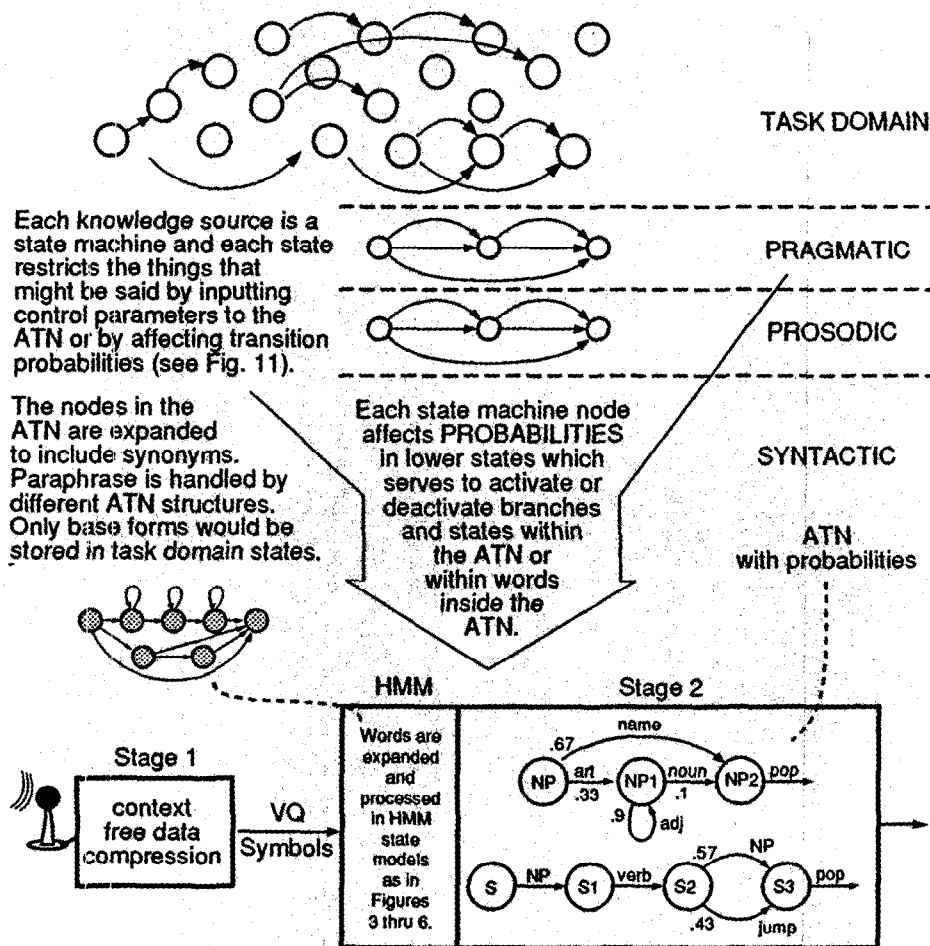 TASK DOMAIN
Each knowledge source is a
state machine and each state
restricts the things that
might be said by inputting
control parameters to the
ATN or by affecting transition
probabilities (see Fig. 11).
PRAGMATIC
PROSODIC
The nodes in the
ATN are expanded
to include synonyms.
Paraphrase is handled by
different ATN structures.
Only base forms would be
stored in task domain states.
Each state machine node
affects PROBABILITIES
in lower states which
serves to activate or
deactivate branches
and states within
the ATN or
within words
inside the
ATN.
SYNTACTIC
ATN
with probabilities
Stage 1
context
free data
compression
VQ
Symbols
HMM
Words are
expanded
and
processed
in HMM
state
models
as in
Figures
3 thru 6.
Stage 2
name
.67
NP art NP1 noun NP2 pop
.33 .1
.9 adj
.57 NP
S NP S1 verb S2 S3 pop
.43 jump